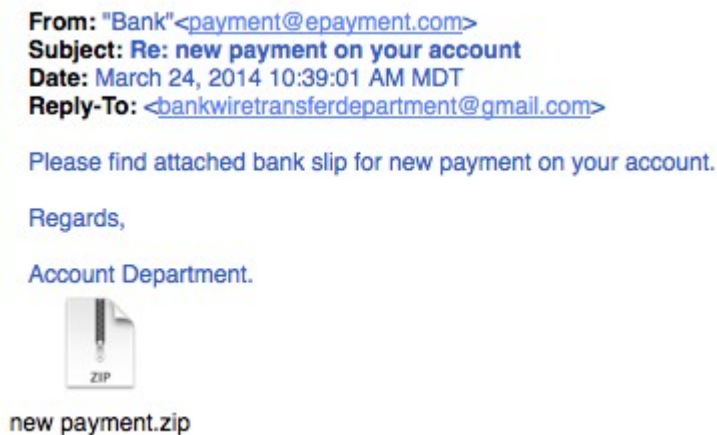 From: "Bank"<payment@epayment.com>
Subject: Re: new payment on your account
Date: March 24, 2014 10:39:01 AM MDT
Reply-To: <bankwiretransferdepartment@gmail.com>
Please find attached bank slip for new payment on your account.
Regards,
Account Department.
ZIP
new payment.zip